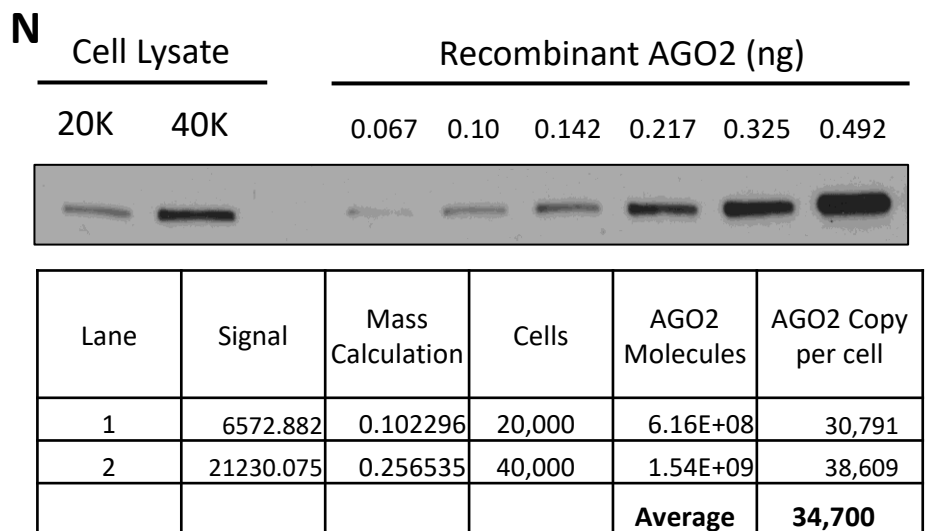 N
Cell Lysate Recombinant AGO2 (ng)
20K 40K 0.067 0.10 0.142 0.217 0.325 0.492
Lane Signal Mass Calculation Cells AGO2 Molecules AGO2 Copy per cell
1 6572.882 0.102296 20,000 6.16E+08 30,791
2 21230.075 0.256535 40,000 1.54E+09 38,609
Average 34,700